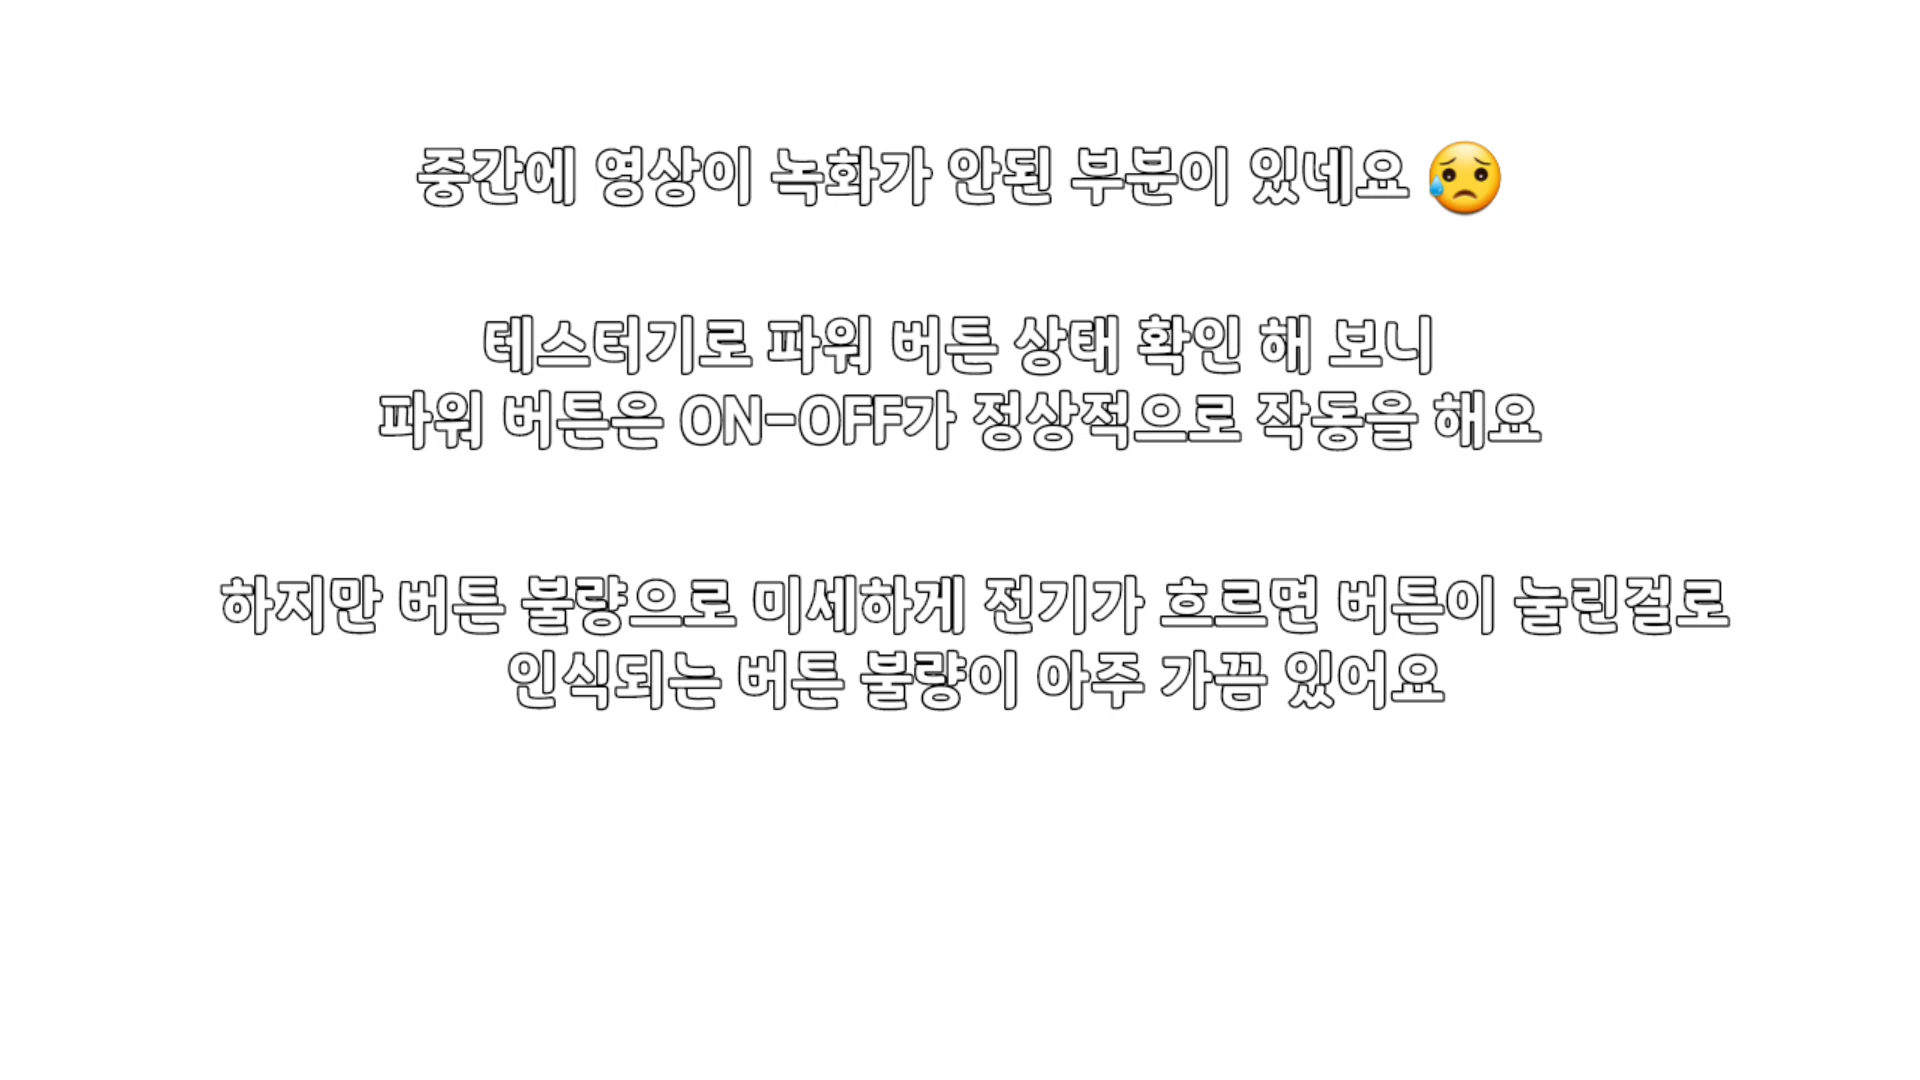 중간에 영상이 녹화가 안된 부분이 있네요 😥
테스터기로 파워 버튼 상태 확인 해 보니
파워 버튼은 ON-OFF가 정상적으로 작동을 해요
하지만 버튼 불량으로 미세하게 전기가 흐르면 버튼이 눌린걸로
인식되는 버튼 불량이 아주 가끔 있어요